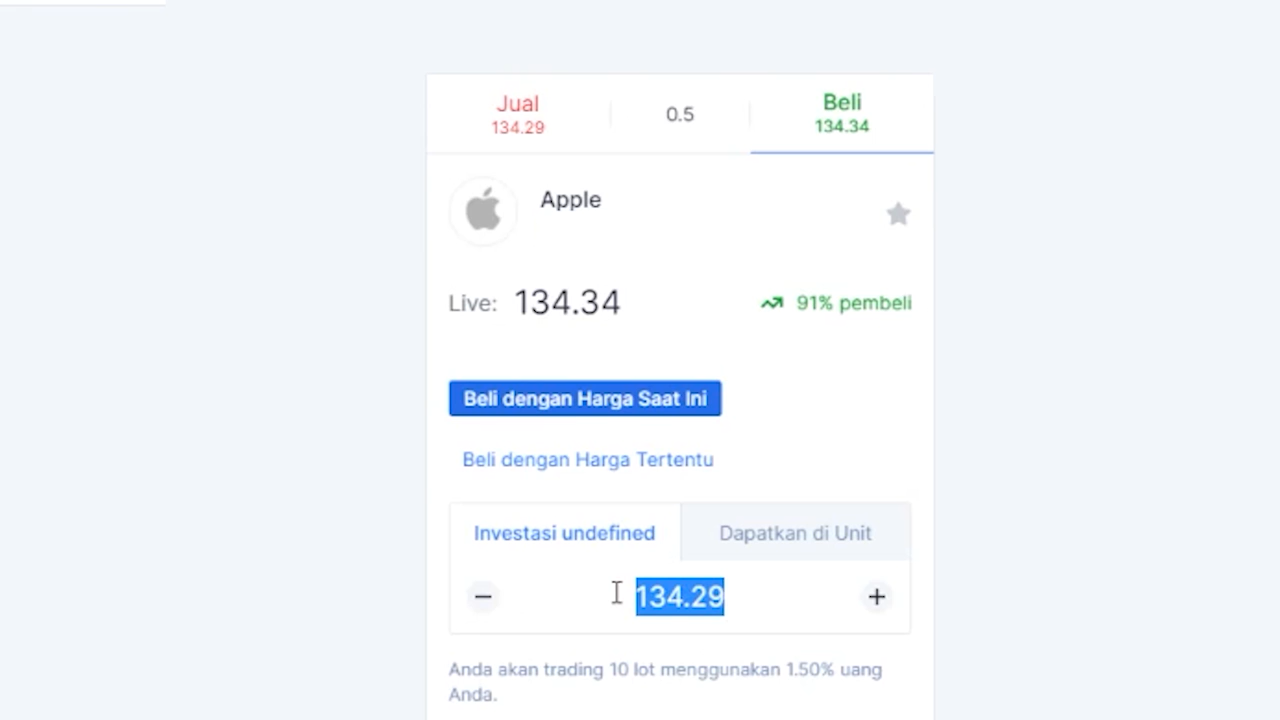 Jual
134.29
0.5
Beli
134.34
Apple
Live: 134.34
91% pembeli
Beli dengan Harga Saat Ini
Beli dengan Harga Tertentu
Investasi undefined
Dapatkan di Unit
− 134.29 +
Anda akan trading 10 lot menggunakan 1.50% uang
Anda.